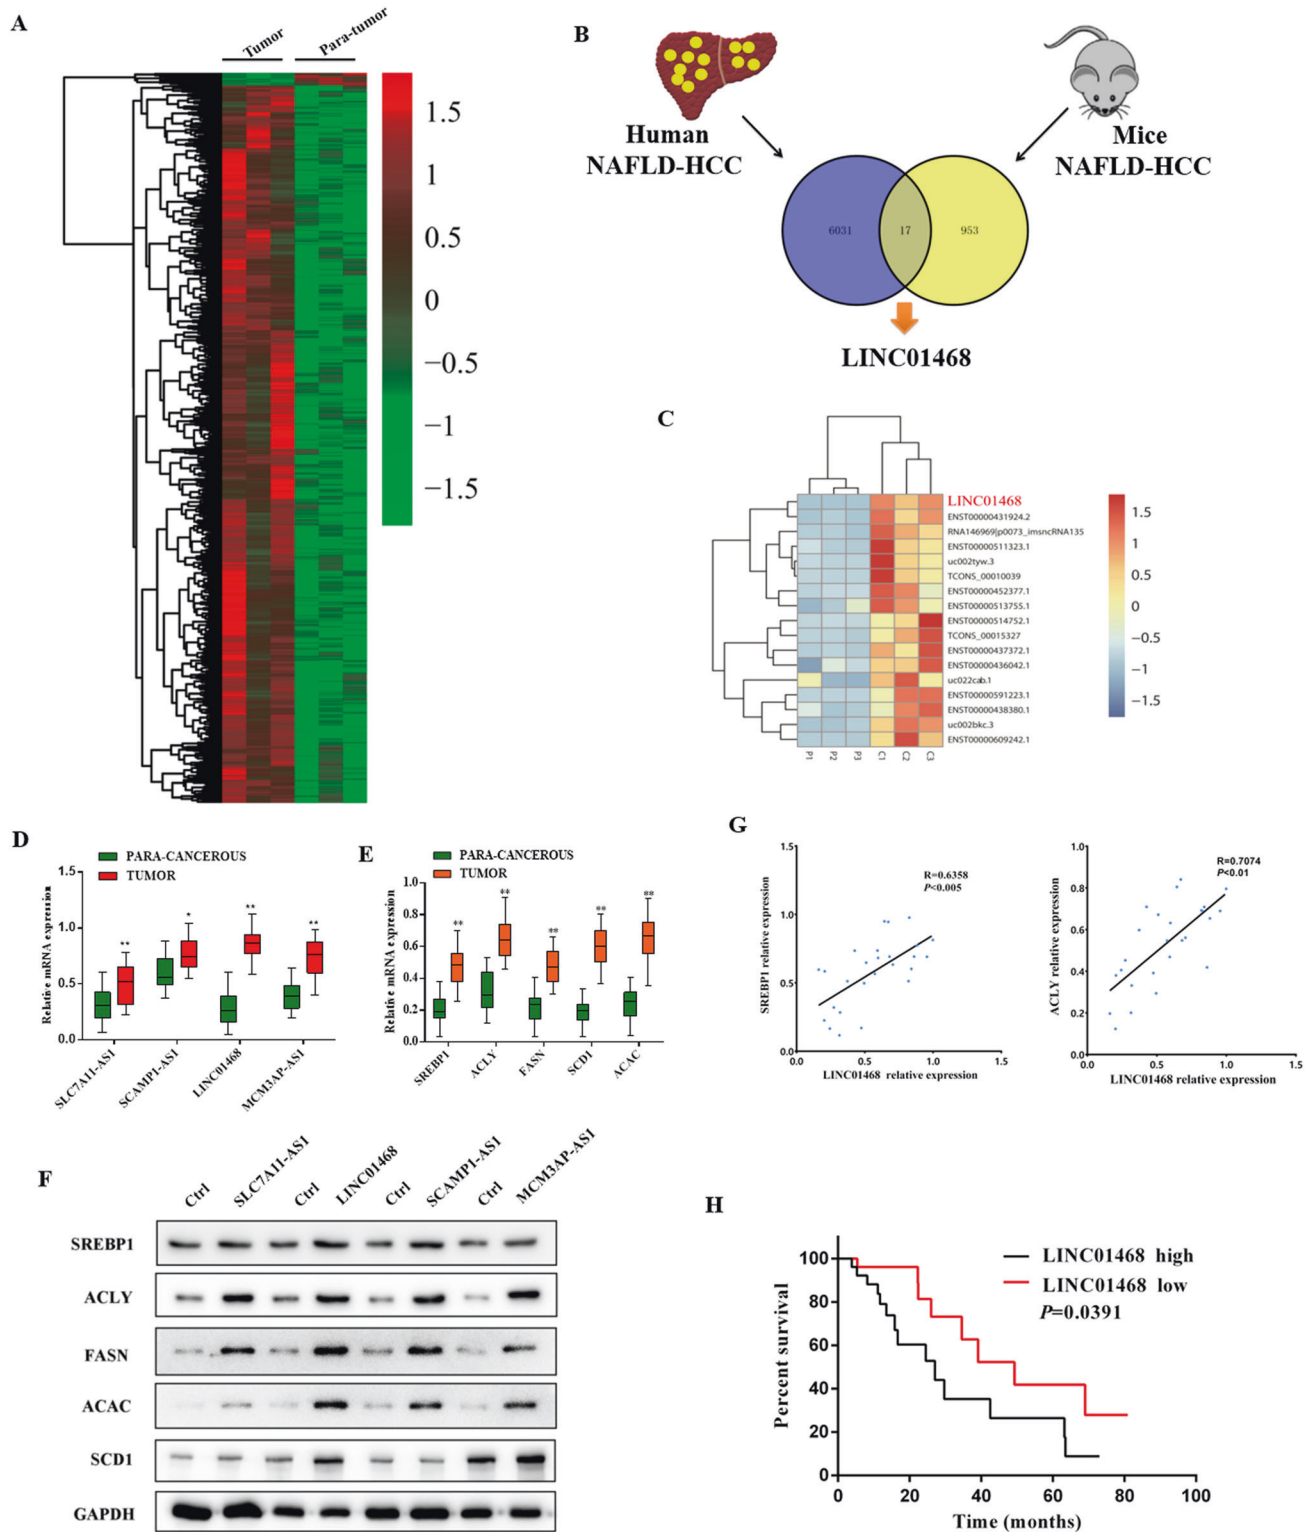 A
Tumor
Para-tumor
1.5
1
0.5
0
−0.5
−1
−1.5
B
Human
NAFLD-HCC
Mice
NAFLD-HCC
6031
17
953
LINC01468
C
LINC01468
ENST00000431924.2
RNA146969|p0073_imsncRNA135
ENST00000511323.1
uc002tyw.3
TCONS_00010039
ENST00000452377.1
ENST00000513755.1
ENST00000514752.1
TCONS_00015327
ENST00000437372.1
ENST00000436042.1
uc022cab.1
ENST00000591223.1
ENST00000438380.1
uc002bkc.3
ENST00000609242.1
P1
P2
P3
C1
C2
C3
1.5
1
0.5
0
−0.5
−1
−1.5
D
PARA-CANCEROUS
TUMOR
Relative mRNA expression
1.5
1.0
0.5
0.0
**
*
**
**
SLC7A11-AS1
SCAMP1-AS1
LINC01468
MCM3AP-AS1
E
PARA-CANCEROUS
TUMOR
Relative mRNA expression
1.0
0.8
0.6
0.4
0.2
0.0
**
**
**
**
**
SREBP1
ACLY
FASN
SCD1
ACAC
G
SREBP1 relative expression
1.5
1.0
0.5
0.0
R=0.6358
P<0.005
0.0
0.5
1.0
1.5
LINC01468 relative expression
ACLY relative expression
1.0
0.8
0.6
0.4
0.2
0.0
R=0.7074
P<0.01
0.0
0.5
1.0
1.5
LINC01468 relative expression
F
Ctrl
SLC7A11-AS1
Ctrl
LINC01468
Ctrl
SCAMP1-AS1
Ctrl
MCM3AP-AS1
SREBP1
ACLY
FASN
ACAC
SCD1
GAPDH
H
Percent survival
100
80
60
40
20
0
LINC01468 high
LINC01468 low
P=0.0391
0
20
40
60
80
100
Time (months)